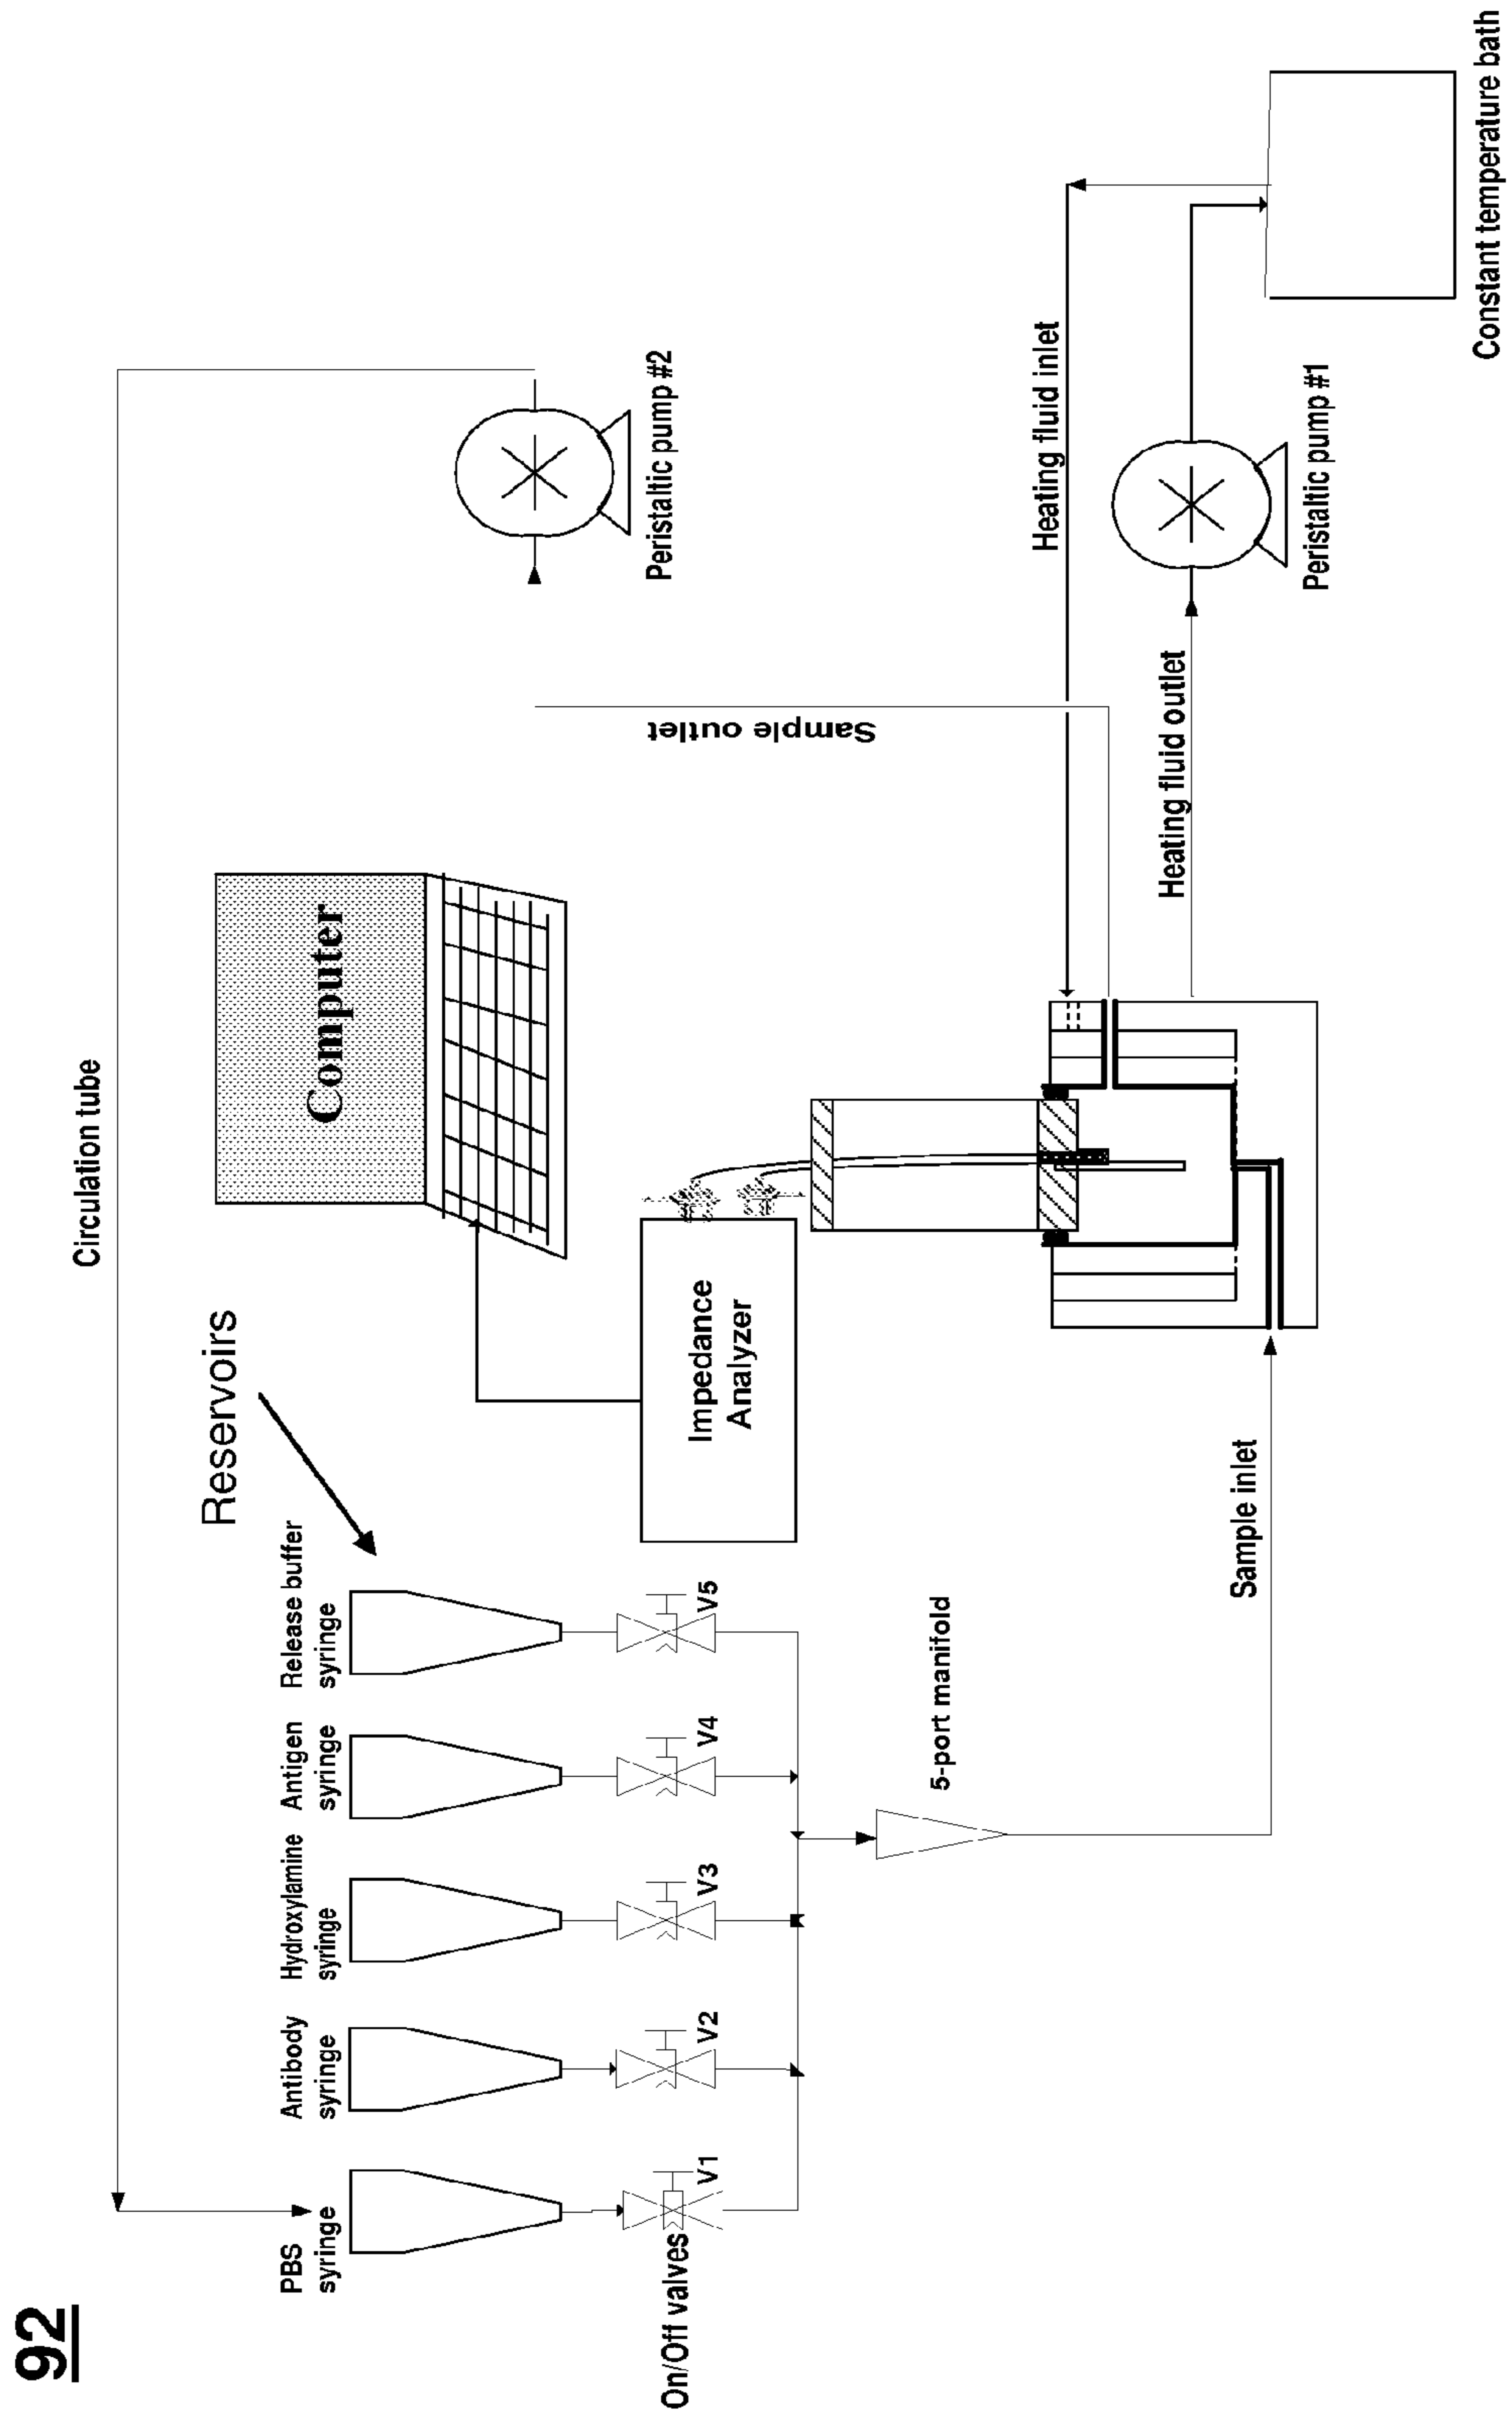 92
Circulation tube
Reservoirs
PBS
syringe
Antibody
syringe
Hydroxylamine
syringe
Antigen
syringe
Release buffer
syringe
Computer
On/Off valves
V1
V2
V3
V4
V5
Impedance
Analyzer
Peristaltic pump #2
Sample outlet
5-port manifold
Heating fluid inlet
Heating fluid outlet
Sample inlet
Peristaltic pump #1
Constant temperature bath